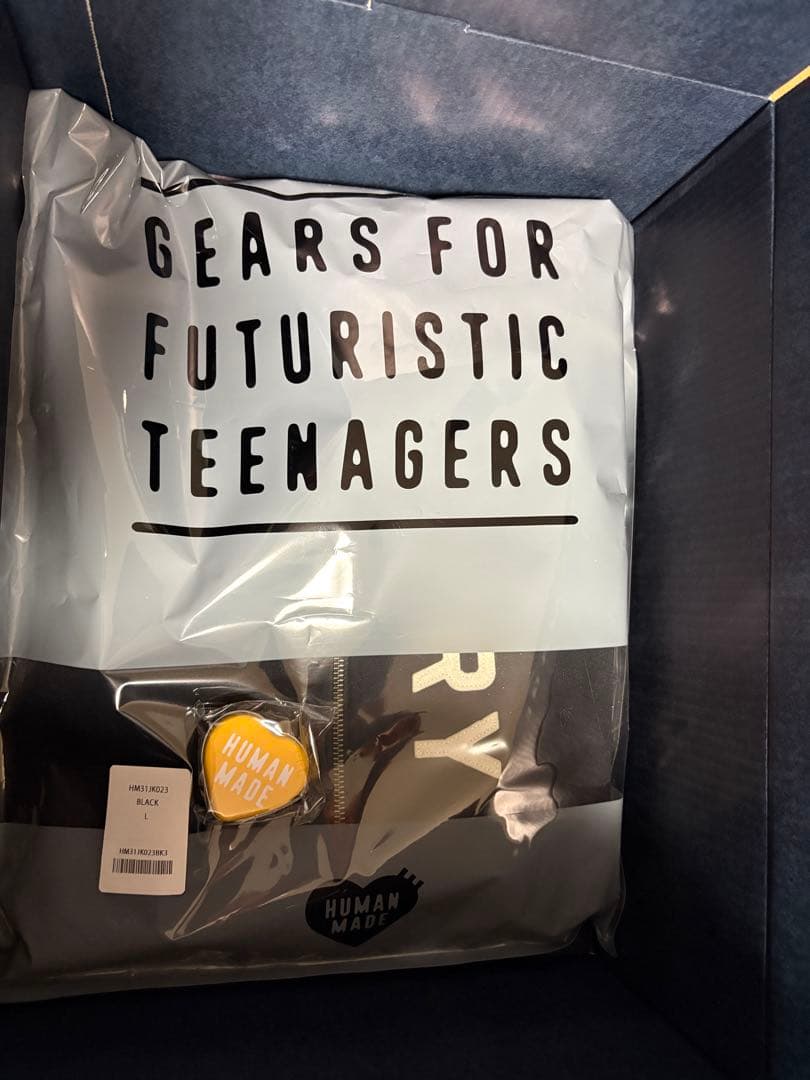 GEARS FOR
FUTURISTIC
TEENAGERS
RY
HUMAN
MADE
HM31JK023
BLACK
L
HM31JK023BK3
HUMAN
MADE